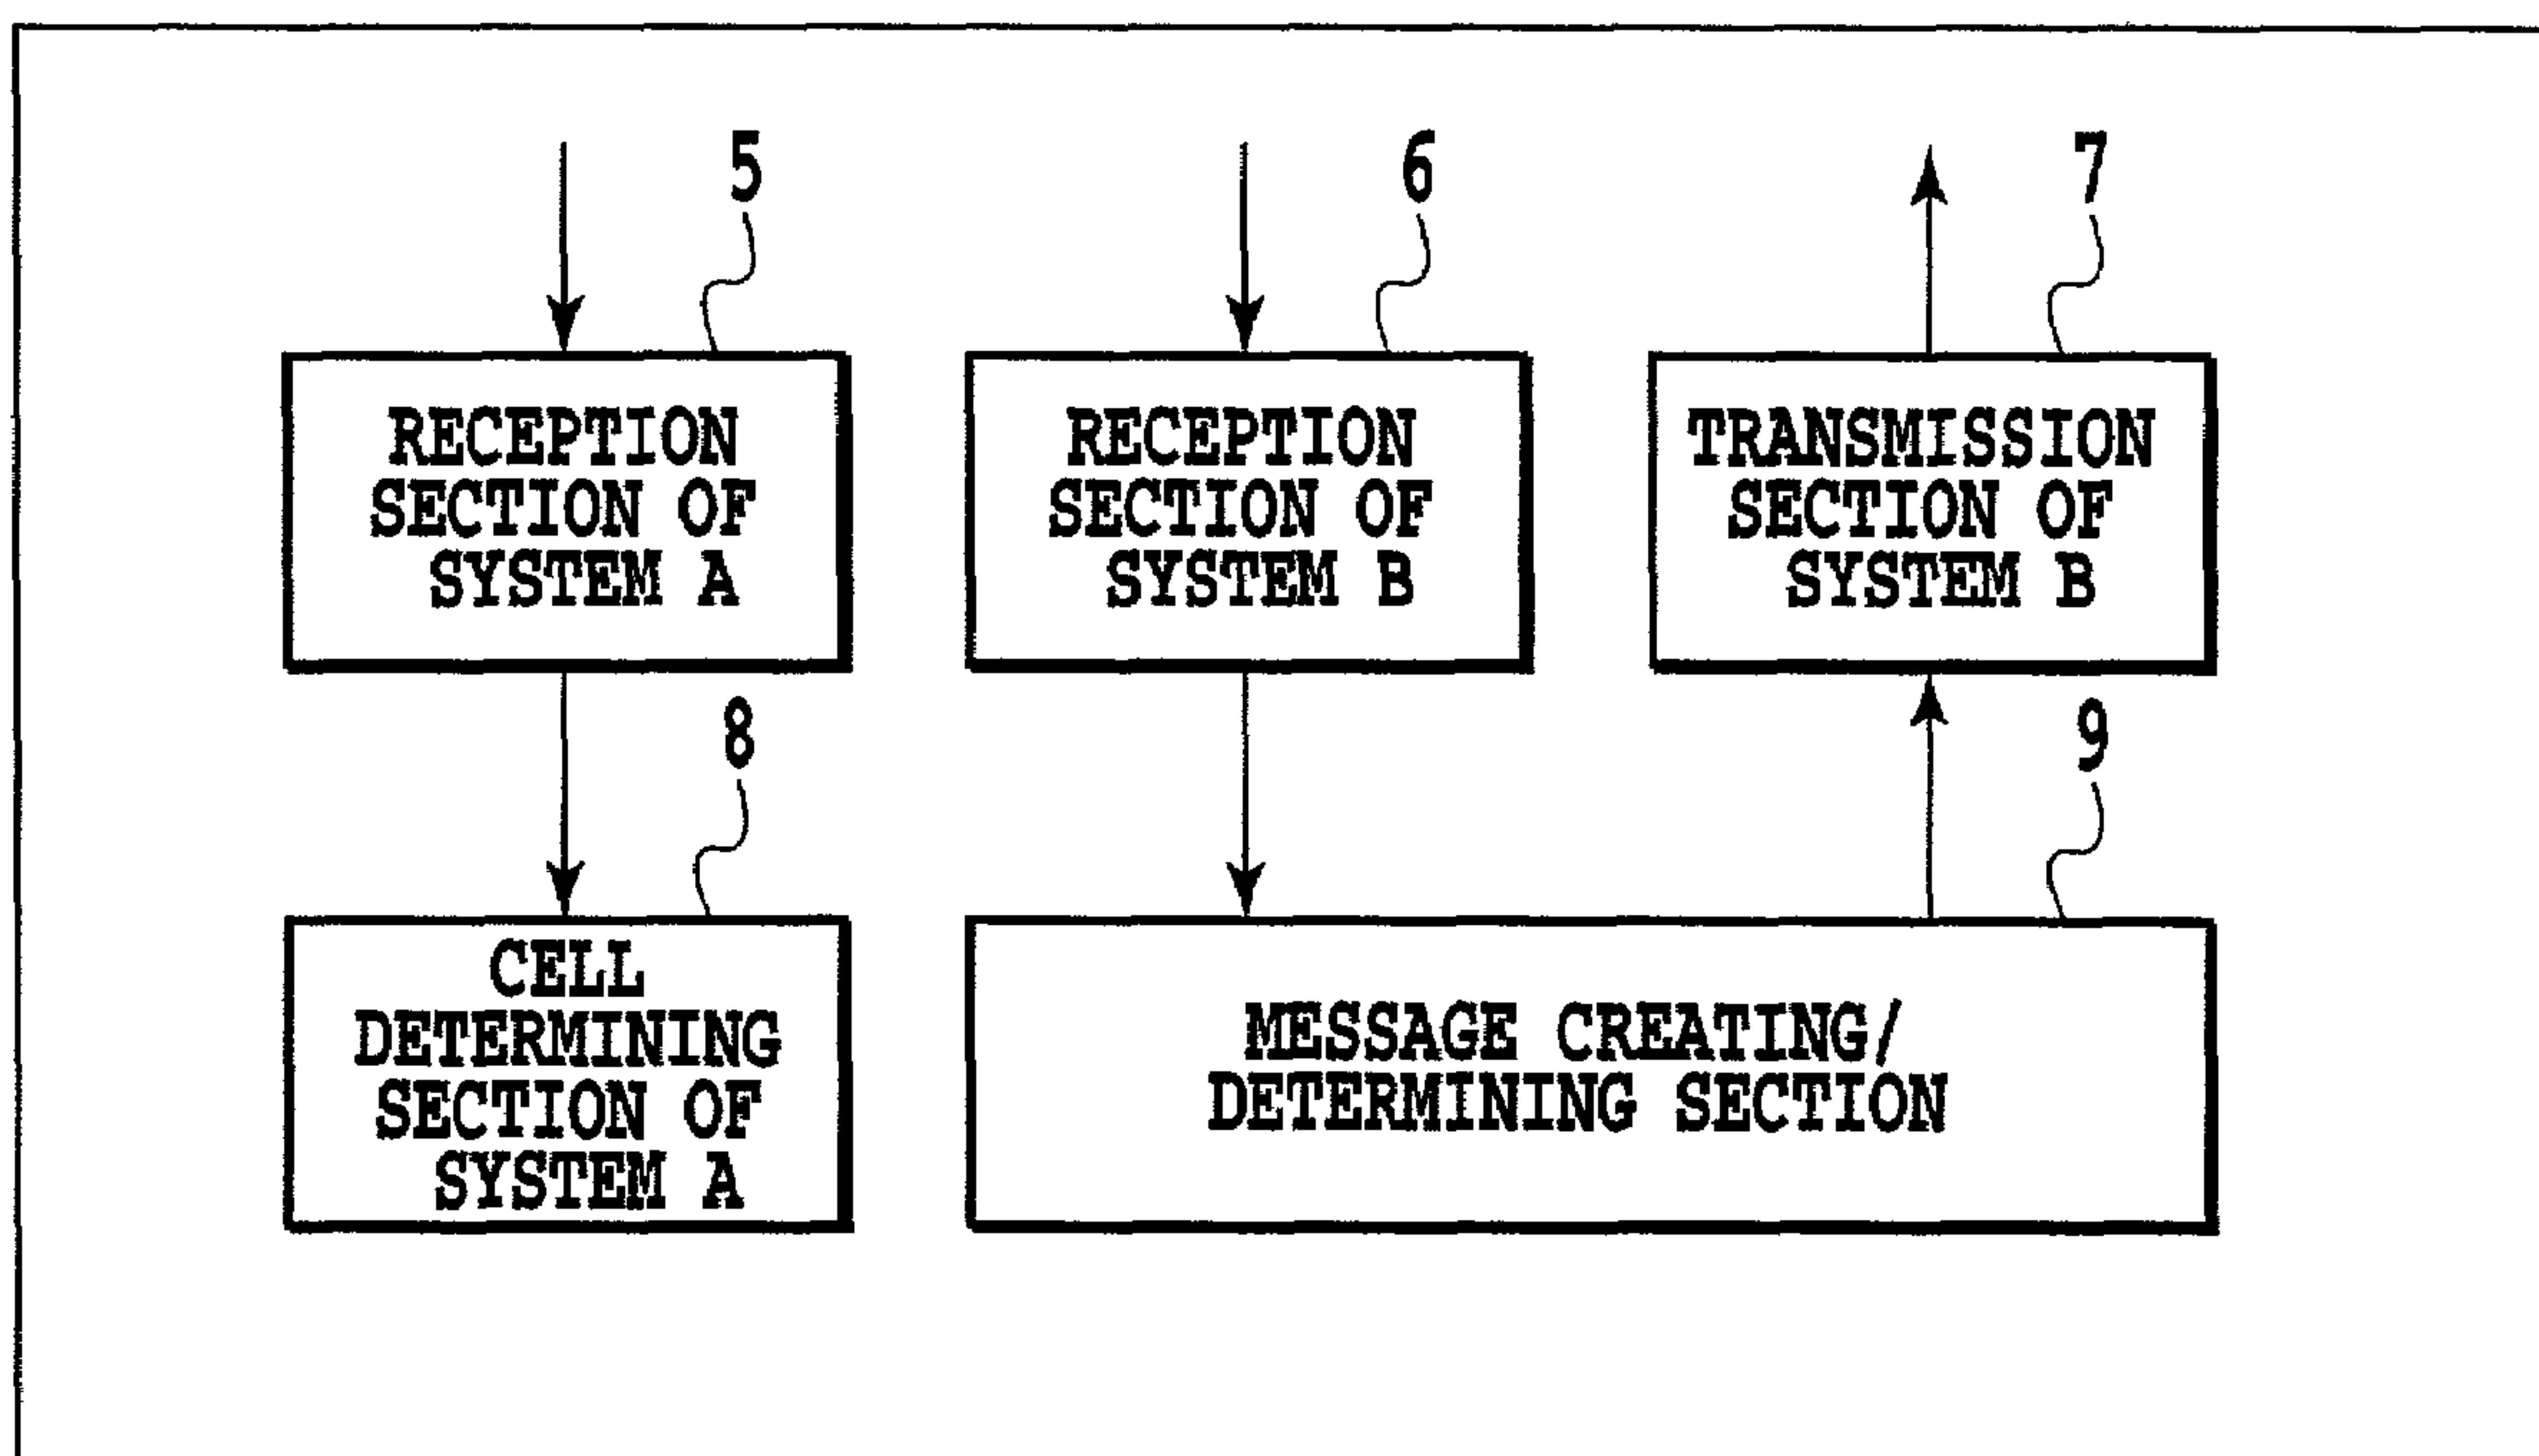 5
6
7
RECEPTION
SECTION OF
SYSTEM A
RECEPTION
SECTION OF
SYSTEM B
TRANSMISSION
SECTION OF
SYSTEM B
8
9
CELL
DETERMINING
SECTION OF
SYSTEM A
MESSAGE CREATING/
DETERMINING SECTION